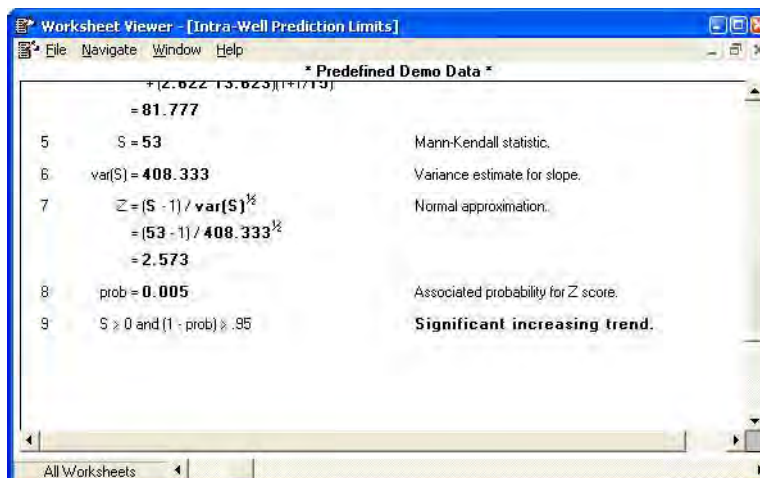 Worksheet Viewer - [Intra-Well Prediction Limits]
File Navigate Window Help
* Predefined Demo Data *
= 81.777
5 S = 53 Mann-Kendall statistic.
6 var(S) = 408.333 Variance estimate for slope.
7 Z = (S - 1) / var(S)^½ Normal approximation.
= (53 - 1) / 408.333^½
= 2.573
8 prob = 0.005 Associated probability for Z score.
9 S > 0 and (1 - prob) ≥ .95 Significant increasing trend.
All Worksheets